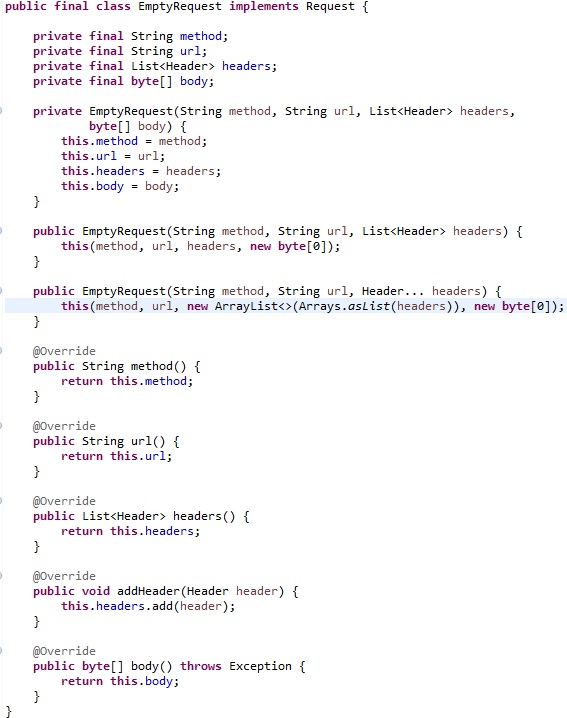 public final class EmptyRequest implements Request {
private final String method;
private final String url;
private final List<Header> headers;
private final byte[] body;
private EmptyRequest(String method, String url, List<Header> headers,
byte[] body) {
this.method = method;
this.url = url;
this.headers = headers;
this.body = body;
}
public EmptyRequest(String method, String url, List<Header> headers) {
this(method, url, headers, new byte[0]);
}
public EmptyRequest(String method, String url, Header... headers) {
this(method, url, new ArrayList<>(Arrays.asList(headers)), new byte[0]);
}
@Override
public String method() {
return this.method;
}
@Override
public String url() {
return this.url;
}
@Override
public List<Header> headers() {
return this.headers;
}
@Override
public void addHeader(Header header) {
this.headers.add(header);
}
@Override
public byte[] body() throws Exception {
return this.body;
}
}